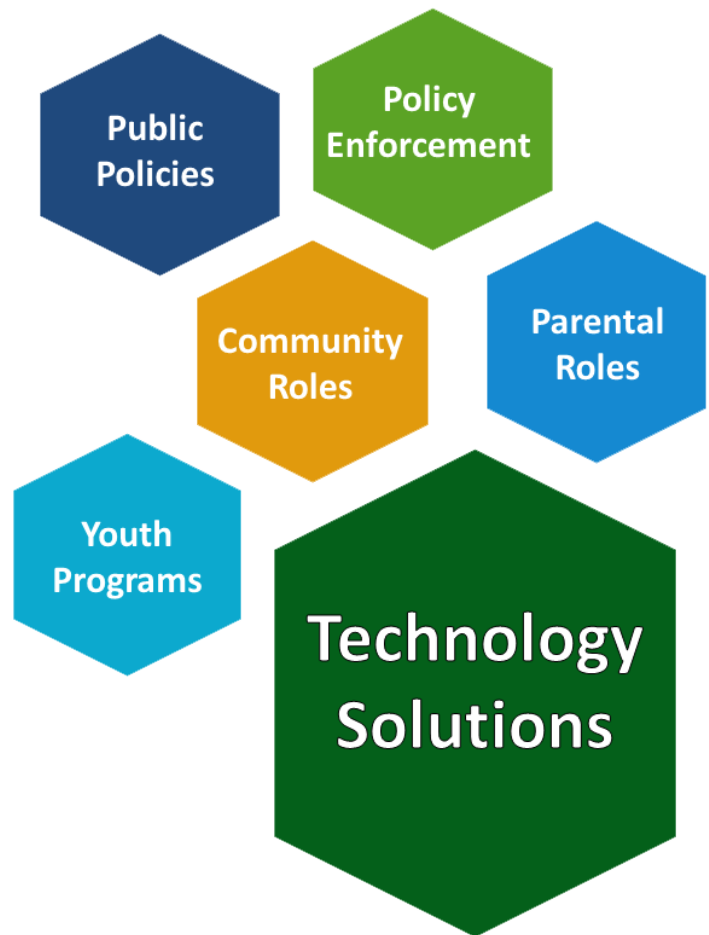 Public
Policies
Policy
Enforcement
Community
Roles
Parental
Roles
Youth
Programs
Technology
Solutions